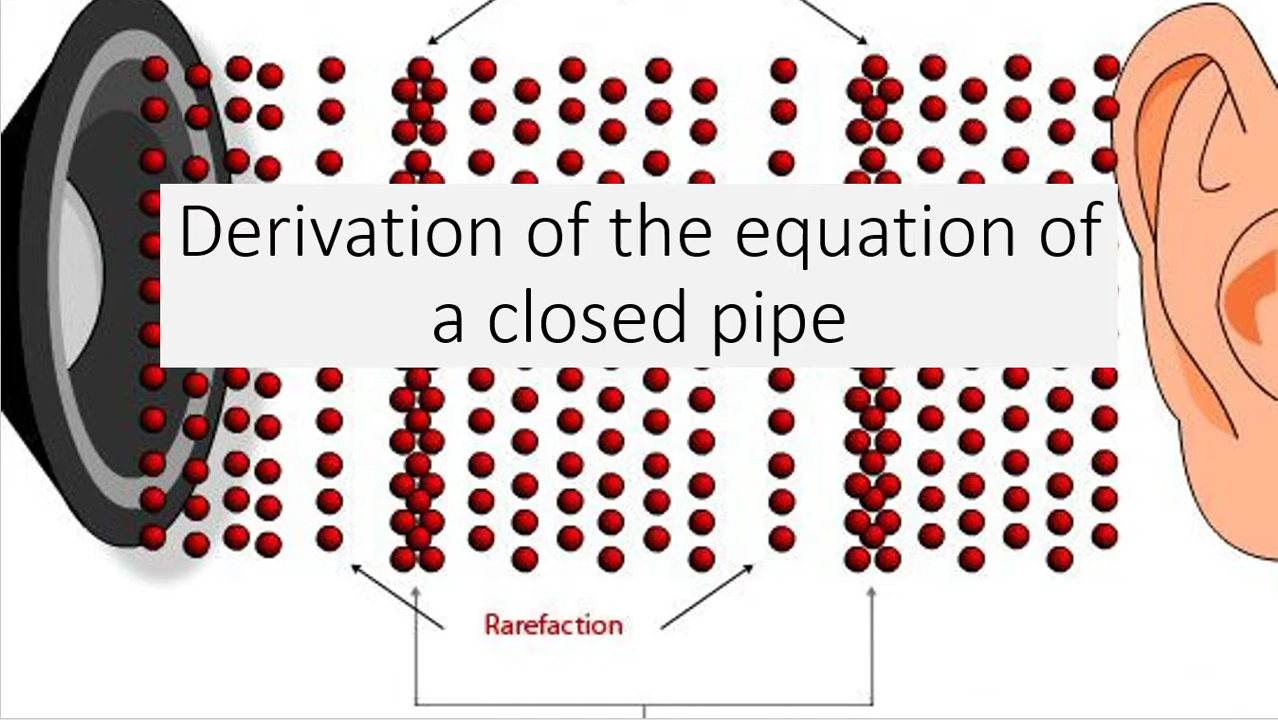 Derivation of the equation of
a closed pipe
Rarefaction